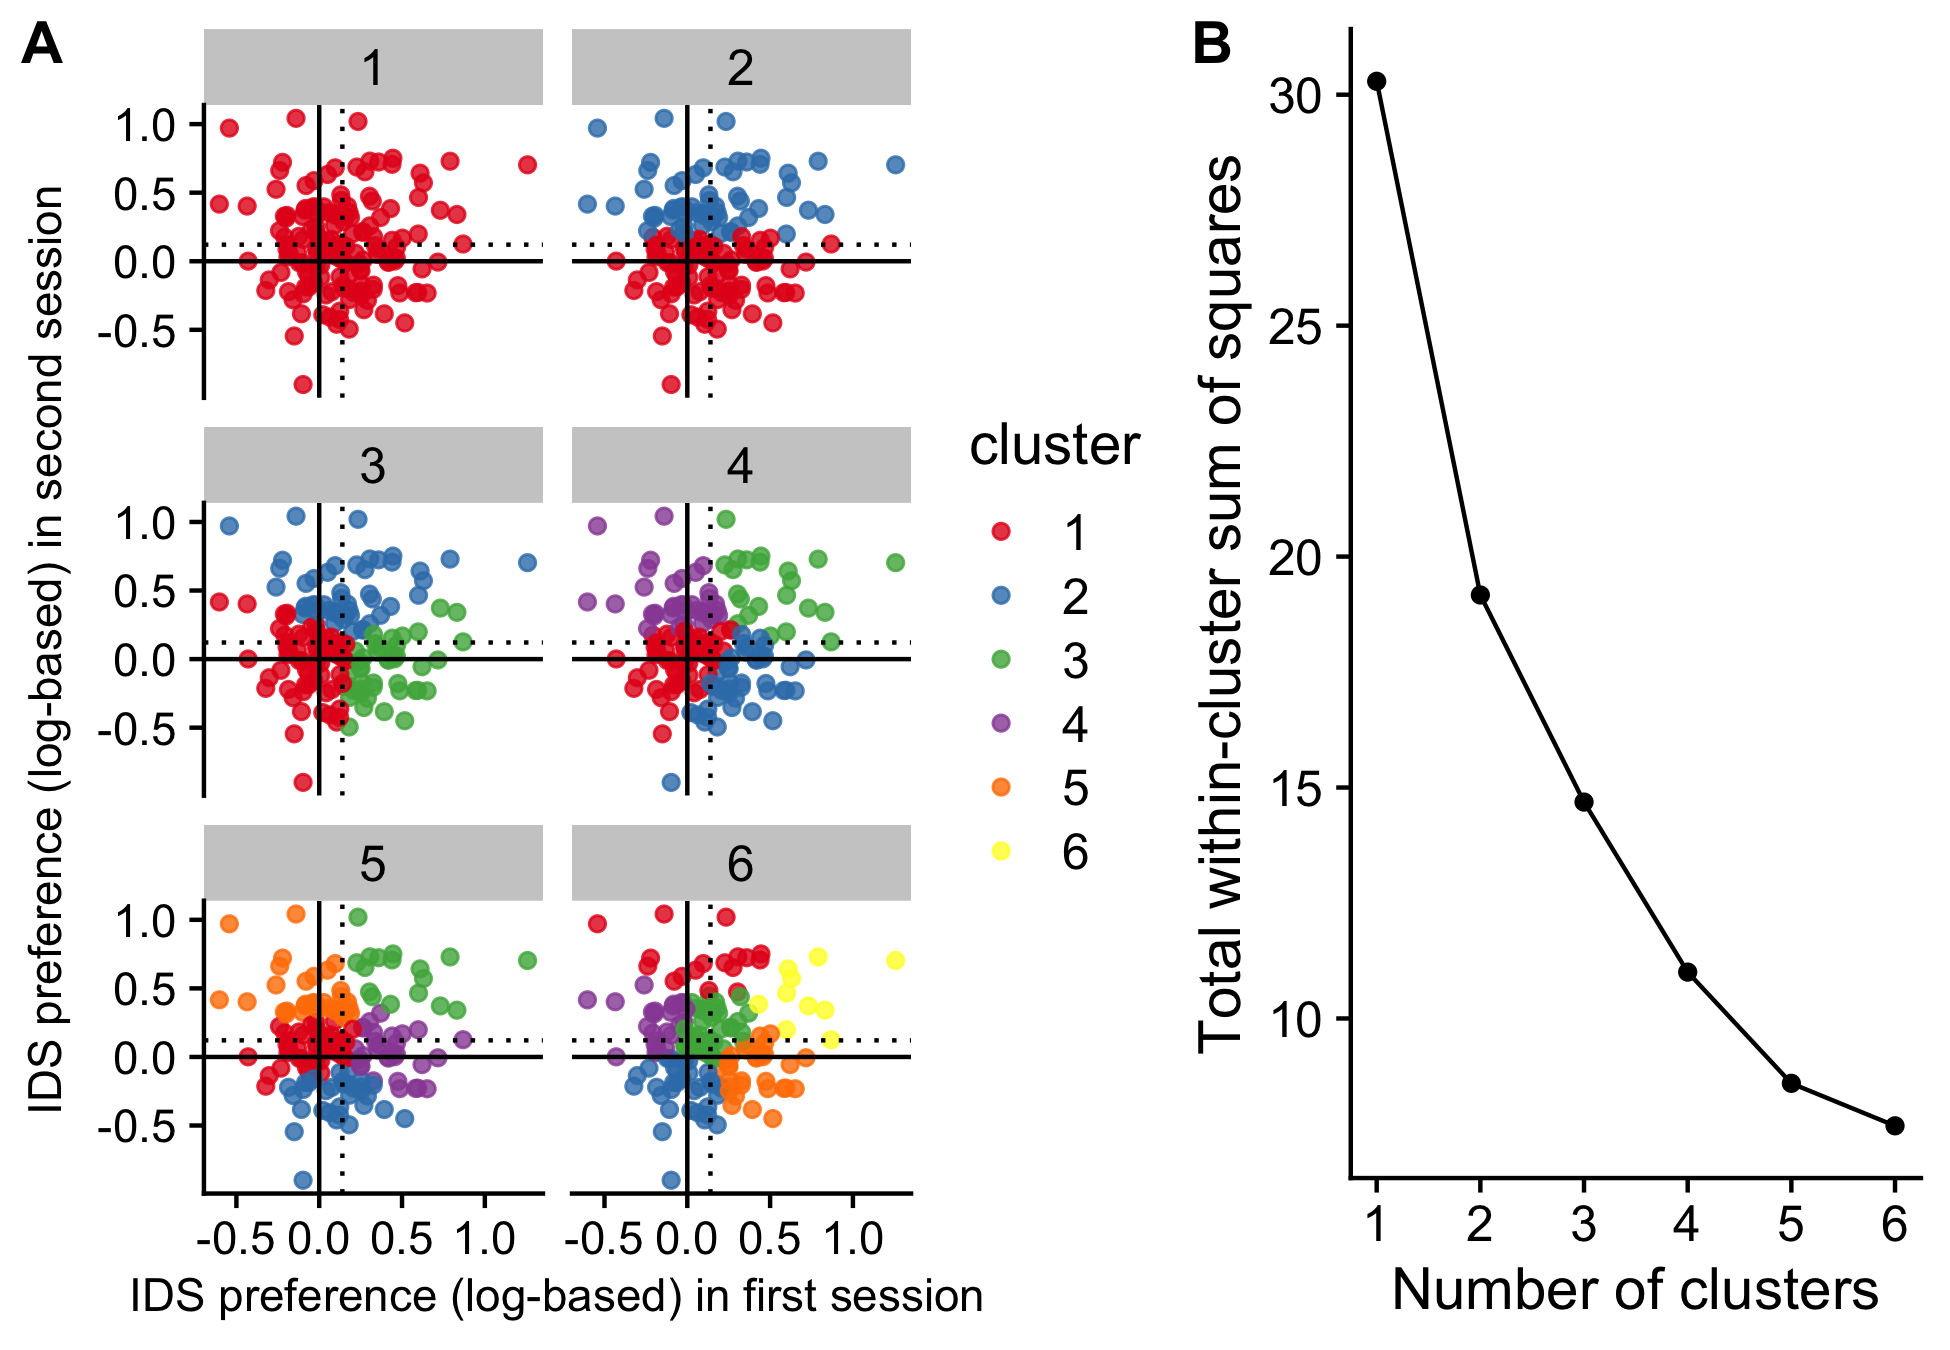 A
1
2
1.0
0.5
0.0
-0.5
3
4
1.0
0.5
0.0
-0.5
5
6
1.0
0.5
0.0
-0.5
-0.5 0.0 0.5 1.0
-0.5 0.0 0.5 1.0
IDS preference (log-based) in first session
IDS preference (log-based) in second session
cluster
1
2
3
4
5
6
B
30
25
20
15
10
1 2 3 4 5 6
Number of clusters
Total within-cluster sum of squares